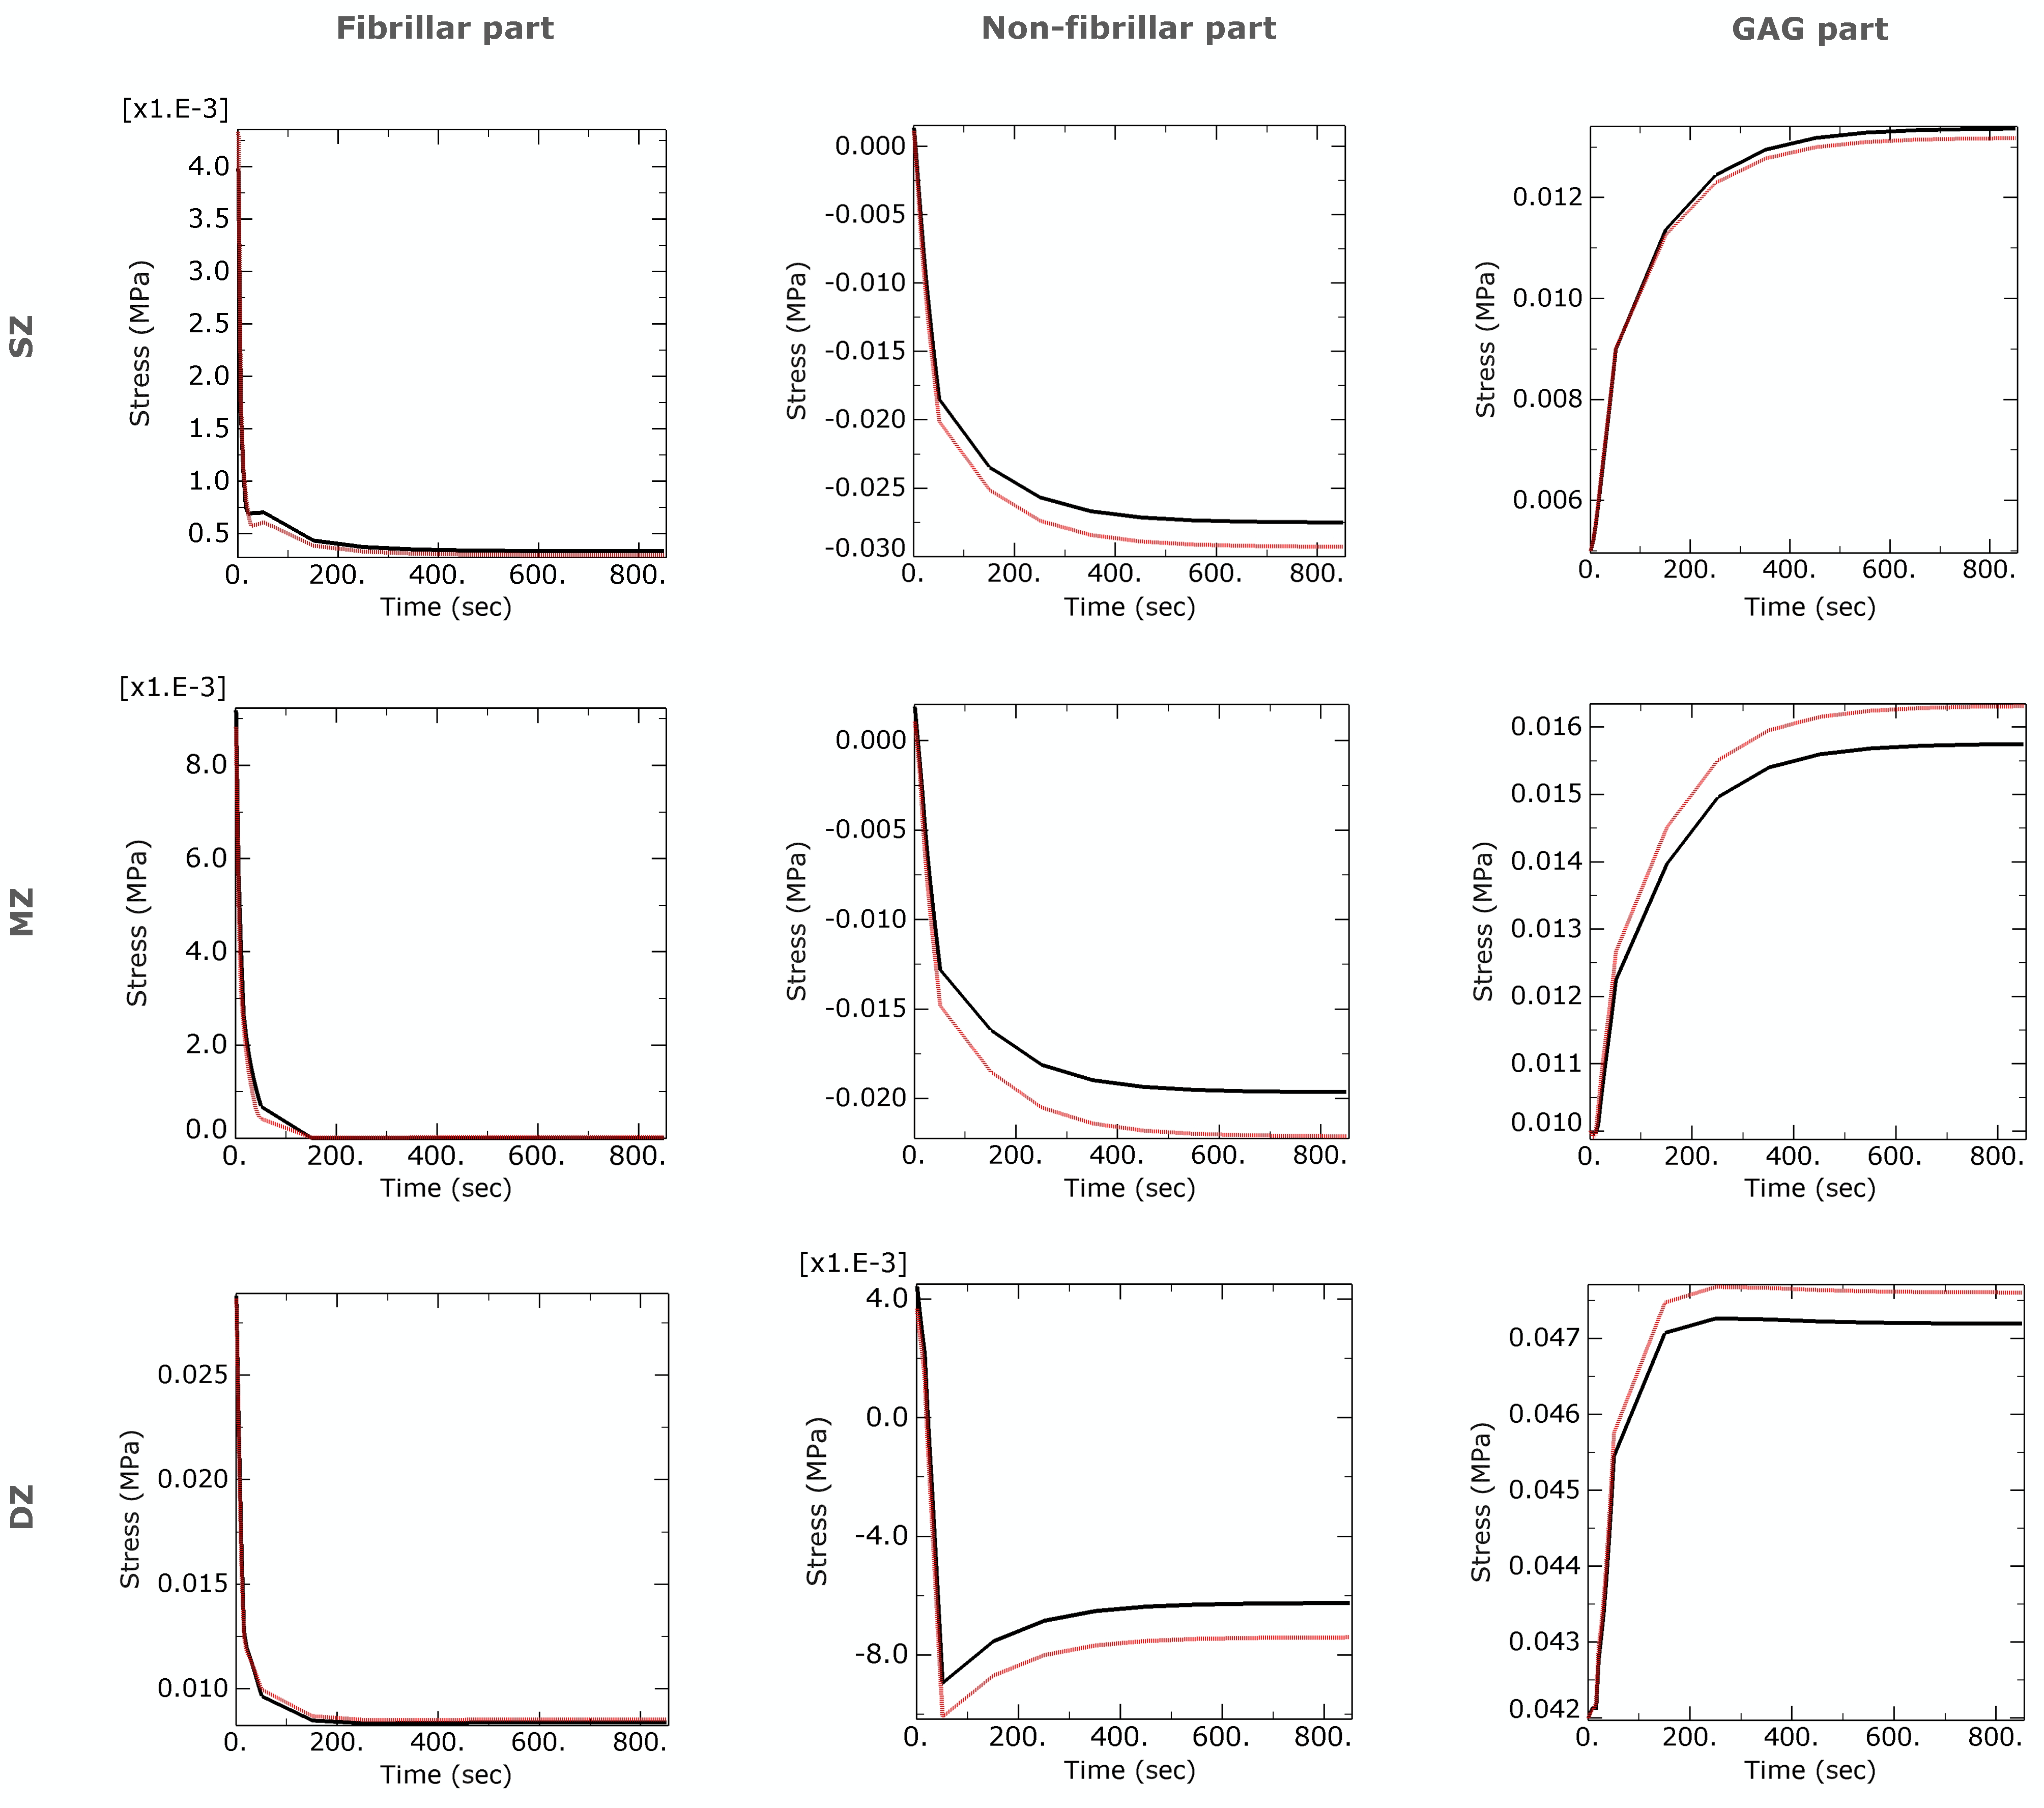 Fibrillar part Non-fibrillar part GAG part
SZ
[x1.E-3]
4.0
3.5
3.0
2.5
2.0
1.5
1.0
0.5
Stress (MPa)
0. 200. 400. 600. 800.
Time (sec)
0.000
-0.005
-0.010
-0.015
-0.020
-0.025
-0.030
Stress (MPa)
0. 200. 400. 600. 800.
Time (sec)
0.012
0.010
0.008
0.006
Stress (MPa)
0. 200. 400. 600. 800.
Time (sec)
MZ
[x1.E-3]
8.0
6.0
4.0
2.0
0.0
Stress (MPa)
0. 200. 400. 600. 800.
Time (sec)
0.000
-0.005
-0.010
-0.015
-0.020
Stress (MPa)
0. 200. 400. 600. 800.
Time (sec)
0.016
0.015
0.014
0.013
0.012
0.011
0.010
Stress (MPa)
0. 200. 400. 600. 800.
Time (sec)
DZ
0.025
0.020
0.015
0.010
Stress (MPa)
0. 200. 400. 600. 800.
Time (sec)
[x1.E-3]
4.0
0.0
-4.0
-8.0
Stress (MPa)
0. 200. 400. 600. 800.
Time (sec)
0.047
0.046
0.045
0.044
0.043
0.042
Stress (MPa)
0. 200. 400. 600. 800.
Time (sec)